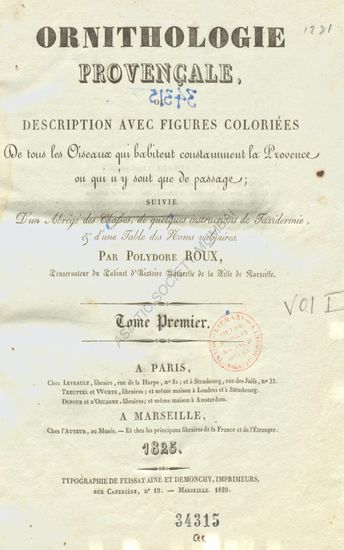 1221
ORNITHOLOGIE
PROVENÇALE,
34315
DESCRIPTION AVEC FIGURES COLORIÉES
De tous les Oiseaux qui habitent constamment la Provence
ou qui n'y sont que de passage;
SUIVIE
D'un Abrégé des Chasses, de quelques instructions de Taxidermie,
& d'une Table des Noms vulgaires.
PAR POLYDORE ROUX,
Conservateur du Cabinet d'Histoire Naturelle de la Ville de Marseille.
ASIATIC SOCIETY MUMBAI
Tome Premier.
VOl I
A PARIS,
Chez LEVRAULT, libraire, rue de la Harpe, n° 81; et à Strasbourg, rue des Juifs, n° 33.
TREUTTEL et WURTZ, libraires; et même maison à Londres et à Strasbourg.
DUFOUR et D'OCCAGNE, libraires; et même maison à Amsterdam.
A MARSEILLE,
Chez l'AUTEUR, au Musée. — Et chez les principaux libraires de la France et de l'Étranger.
1825.
TYPOGRAPHIE DE FEISSAT AINÉ ET DEMONCHY, IMPRIMEURS,
RUE CANEBIÈRE, n° 19. — MARSEILLE. 1829.
34315